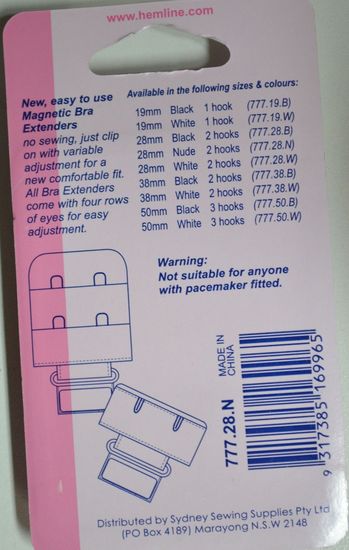 www.hemline.com
New, easy to use
Magnetic Bra
Extenders
no sewing, just clip
on with variable
adjustment for a
new comfortable fit.
All Bra Extenders
come with four rows
of eyes for easy
adjustment.
Available in the following sizes & colours:
19mm Black 1 hook (777.19.B)
19mm White 1 hook (777.19.W)
28mm Black 2 hooks (777.28.B)
28mm Nude 2 hooks (777.28.N)
28mm White 2 hooks (777.28.W)
38mm Black 2 hooks (777.38.B)
38mm White 2 hooks (777.38.W)
50mm Black 3 hooks (777.50.B)
50mm White 3 hooks (777.50.W)
Warning:
Not suitable for anyone
with pacemaker fitted.
777.28.N
MADE IN
CHINA
9 317385 169965
Distributed by Sydney Sewing Supplies Pty Ltd
(PO Box 4189) Marayong N.S.W 2148